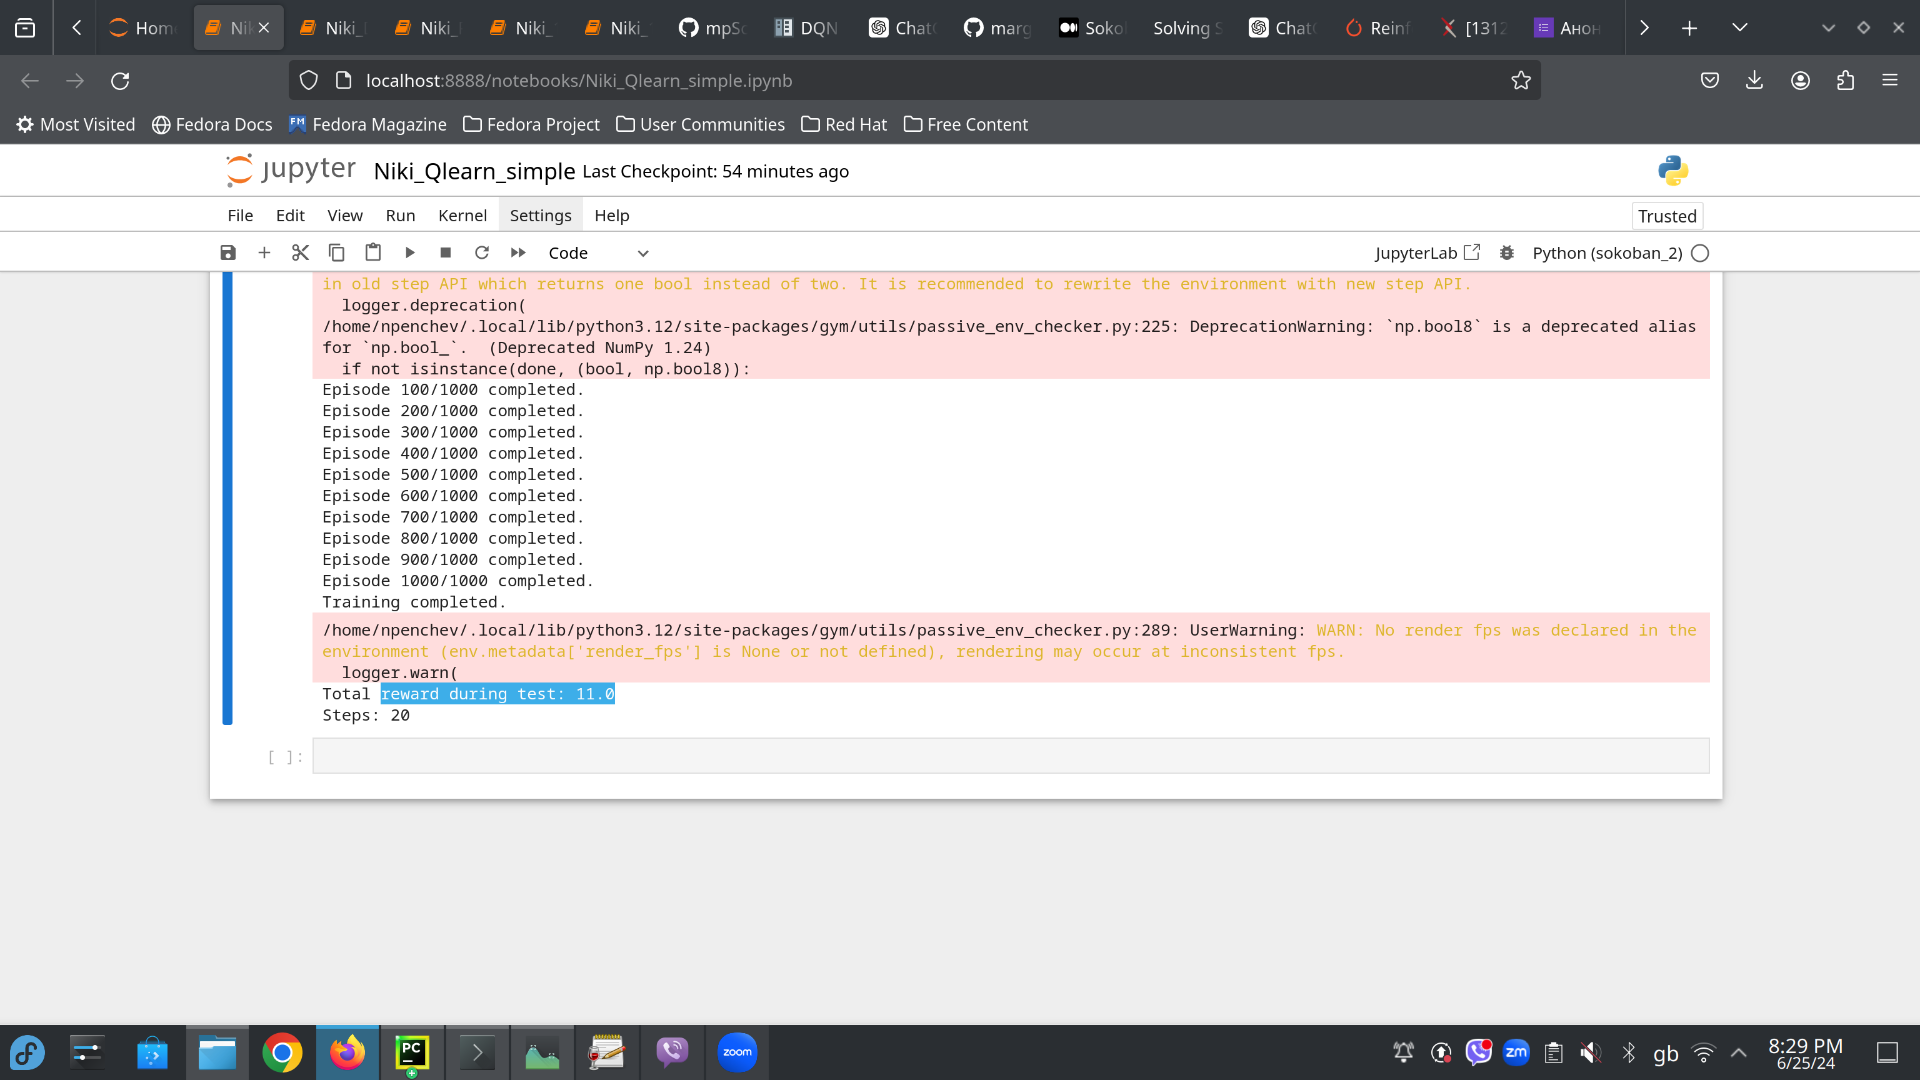 Hom
Nik
Niki_
Niki_
Niki_
Niki_
mpSo
DQN
Chat
marg
Soko
Solving S
Chat
Reinf
[1312
Анон
localhost:8888/notebooks/Niki_Qlearn_simple.ipynb
Most Visited
Fedora Docs
FM
Fedora Magazine
Fedora Project
User Communities
Red Hat
Free Content
jupyter
Niki_Qlearn_simple
Last Checkpoint: 54 minutes ago
File
Edit
View
Run
Kernel
Settings
Help
Trusted
Code
JupyterLab
Python (sokoban_2)
in old step API which returns one bool instead of two. It is recommended to rewrite the environment with new step API.
logger.deprecation(
/home/npenchev/.local/lib/python3.12/site-packages/gym/utils/passive_env_checker.py:225: DeprecationWarning: `np.bool8` is a deprecated alias
for `np.bool_`.  (Deprecated NumPy 1.24)
if not isinstance(done, (bool, np.bool8)):
Episode 100/1000 completed.
Episode 200/1000 completed.
Episode 300/1000 completed.
Episode 400/1000 completed.
Episode 500/1000 completed.
Episode 600/1000 completed.
Episode 700/1000 completed.
Episode 800/1000 completed.
Episode 900/1000 completed.
Episode 1000/1000 completed.
Training completed.
/home/npenchev/.local/lib/python3.12/site-packages/gym/utils/passive_env_checker.py:289: UserWarning: WARN: No render fps was declared in the
environment (env.metadata['render_fps'] is None or not defined), rendering may occur at inconsistent fps.
logger.warn(
Total reward during test: 11.0
Steps: 20
[ ]:
PC
zoom
zm
gb
8:29 PM
6/25/24